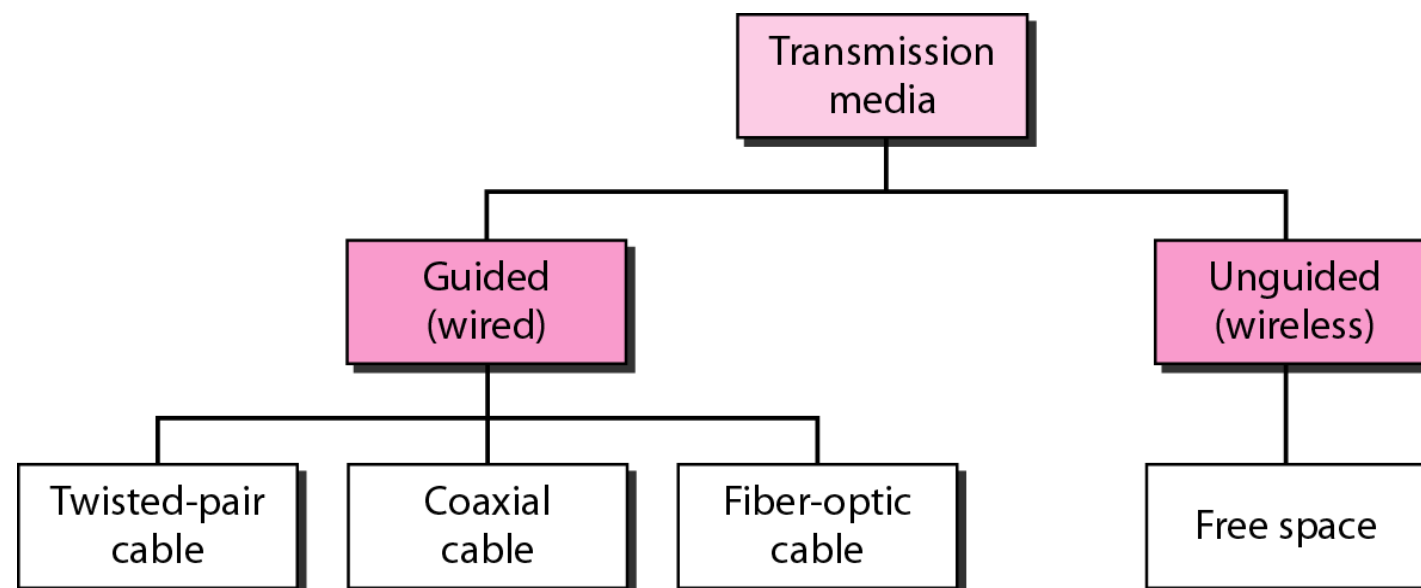 Transmission
media
Guided
(wired)
Unguided
(wireless)
Twisted-pair
cable
Coaxial
cable
Fiber-optic
cable
Free space